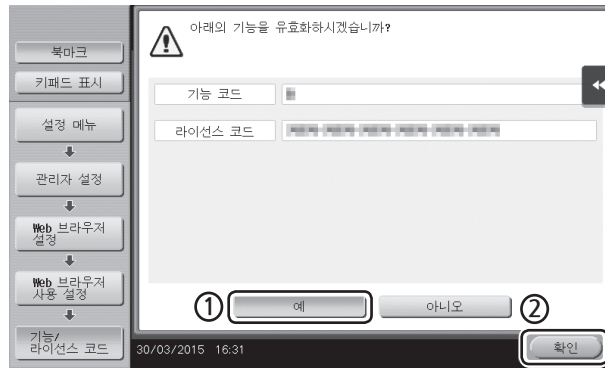 북마크
키패드 표시
설정 메뉴
관리자 설정
Web 브라우저
설정
Web 브라우저
사용 설정
기능/
라이선스 코드
아래의 기능을 유효화하시겠습니까?
기능 코드
라이선스 코드
① 예 아니오 ②
30/03/2015 16:31 확인